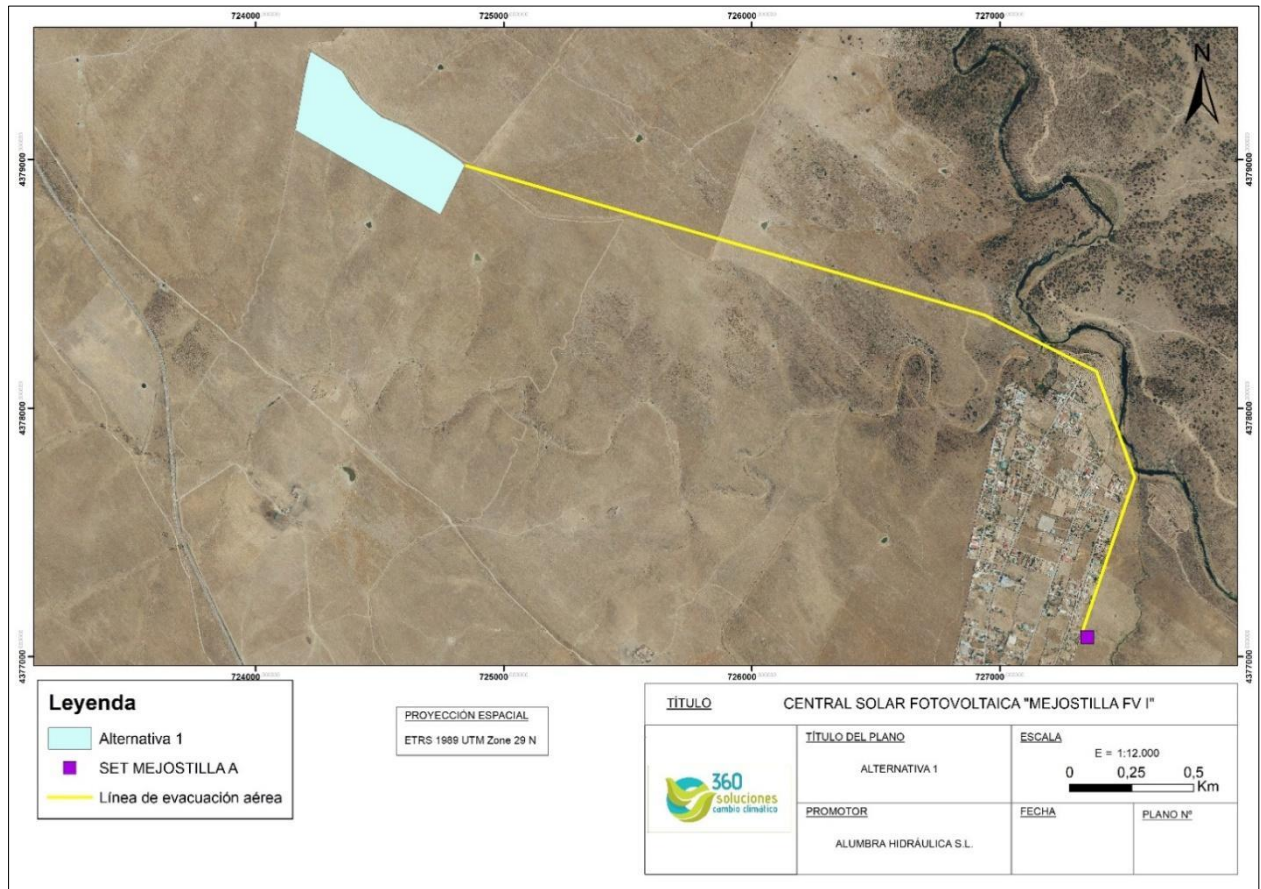 724000
725000
726000
727000
N
4379000
4379000
4378000
4378000
4377000
4377000
724000
725000
726000
727000
Leyenda
Alternativa 1
SET MEJOSTILLA A
Línea de evacuación aérea
PROYECCIÓN ESPACIAL
ETRS 1989 UTM Zone 29 N
TÍTULO
CENTRAL SOLAR FOTOVOLTAICA "MEJOSTILLA FV I"
360
soluciones
cambio climático
TÍTULO DEL PLANO
ALTERNATIVA 1
ESCALA
E = 1:12.000
0 0,25 0,5
Km
PROMOTOR
ALUMBRA HIDRÁULICA S.L.
FECHA
PLANO Nº